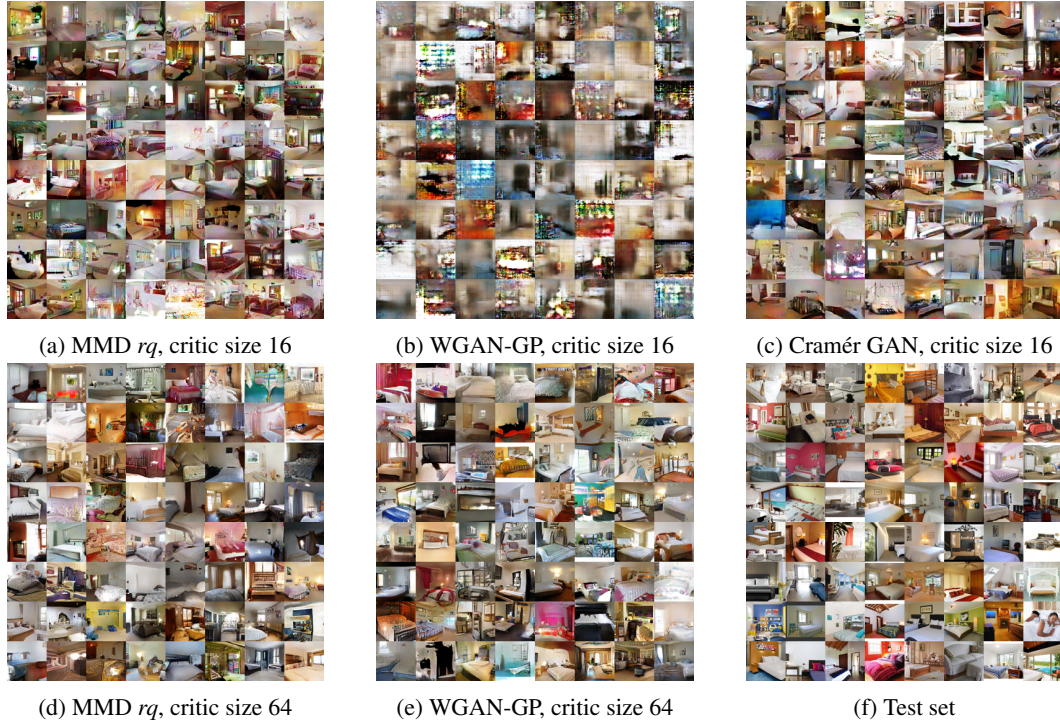 (a) MMD rq, critic size 16
(b) WGAN-GP, critic size 16
(c) Cramér GAN, critic size 16
(d) MMD rq, critic size 64
(e) WGAN-GP, critic size 64
(f) Test set